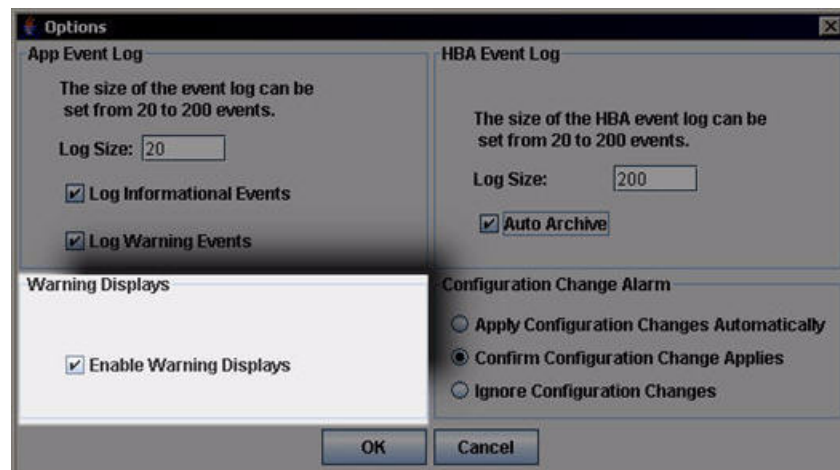 Options
App Event Log
The size of the event log can be
set from 20 to 200 events.
Log Size: 20
Log Informational Events
Log Warning Events
HBA Event Log
The size of the HBA event log can be
set from 20 to 200 events.
Log Size: 200
Auto Archive
Warning Displays
Enable Warning Displays
Configuration Change Alarm
Apply Configuration Changes Automatically
Confirm Configuration Change Applies
Ignore Configuration Changes
OK
Cancel